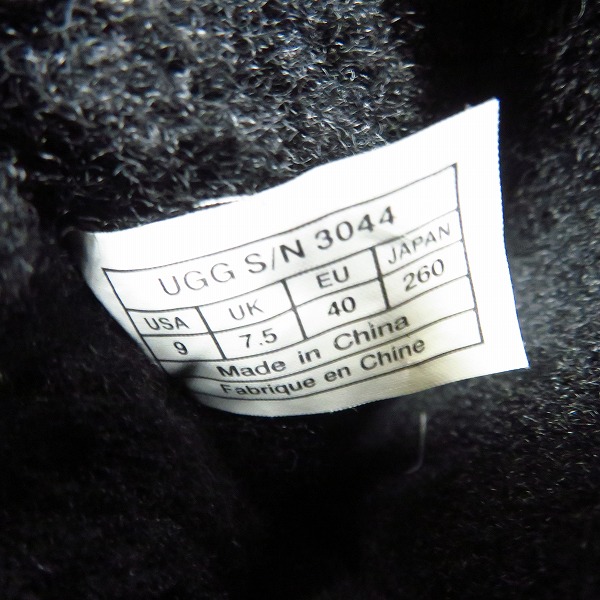 UGG S/N 3044
USA UK EU JAPAN
9 7.5 40 260
Made in China
Fabrique en Chine